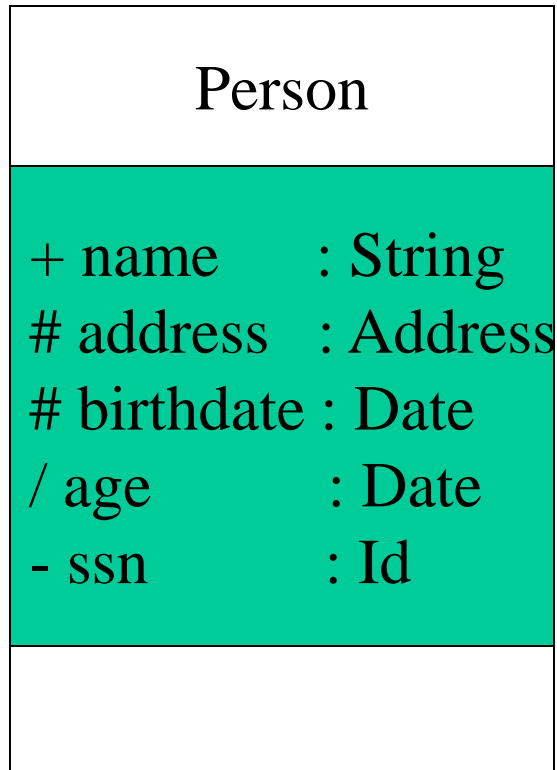 Person
+ name : String
# address : Address
# birthdate : Date
/ age : Date
- ssn : Id